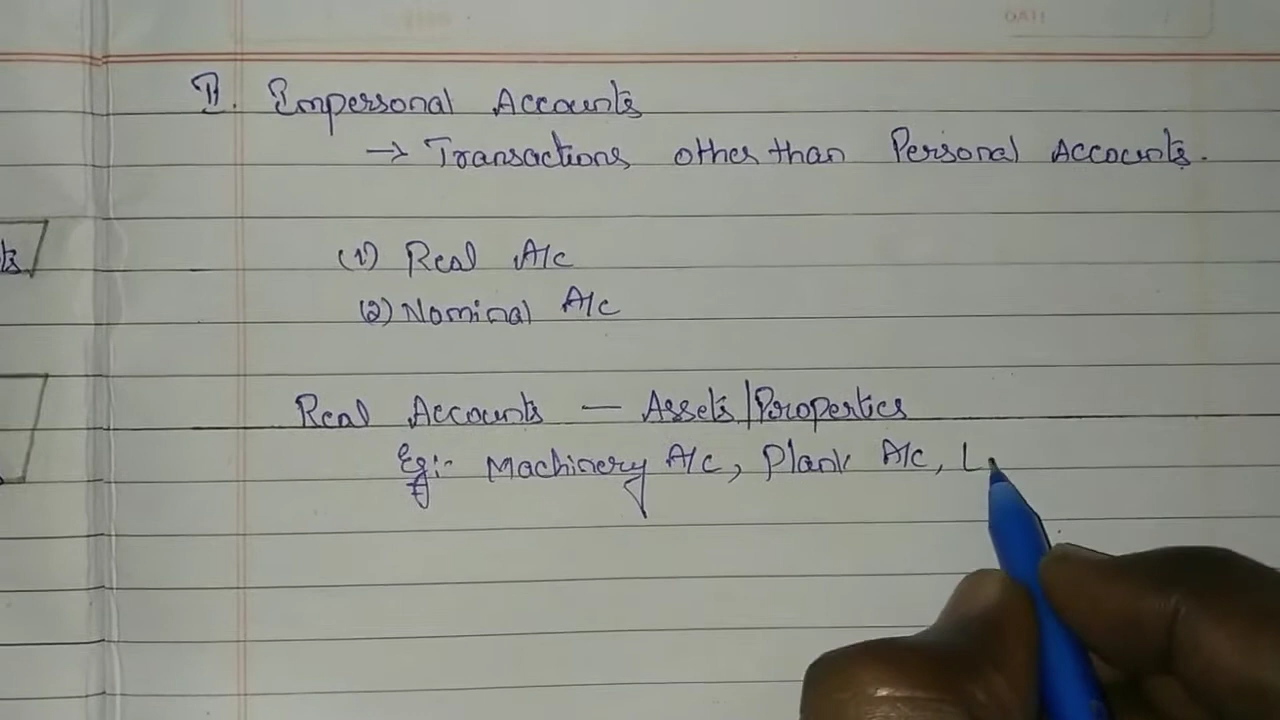 II. Impersonal Accounts
→ Transactions other than Personal Accounts.
(1) Real A/c
(2) Nominal A/c
Real Accounts — Assets/Properties
Eg:- Machinery A/c, Plant A/c, L
DATE